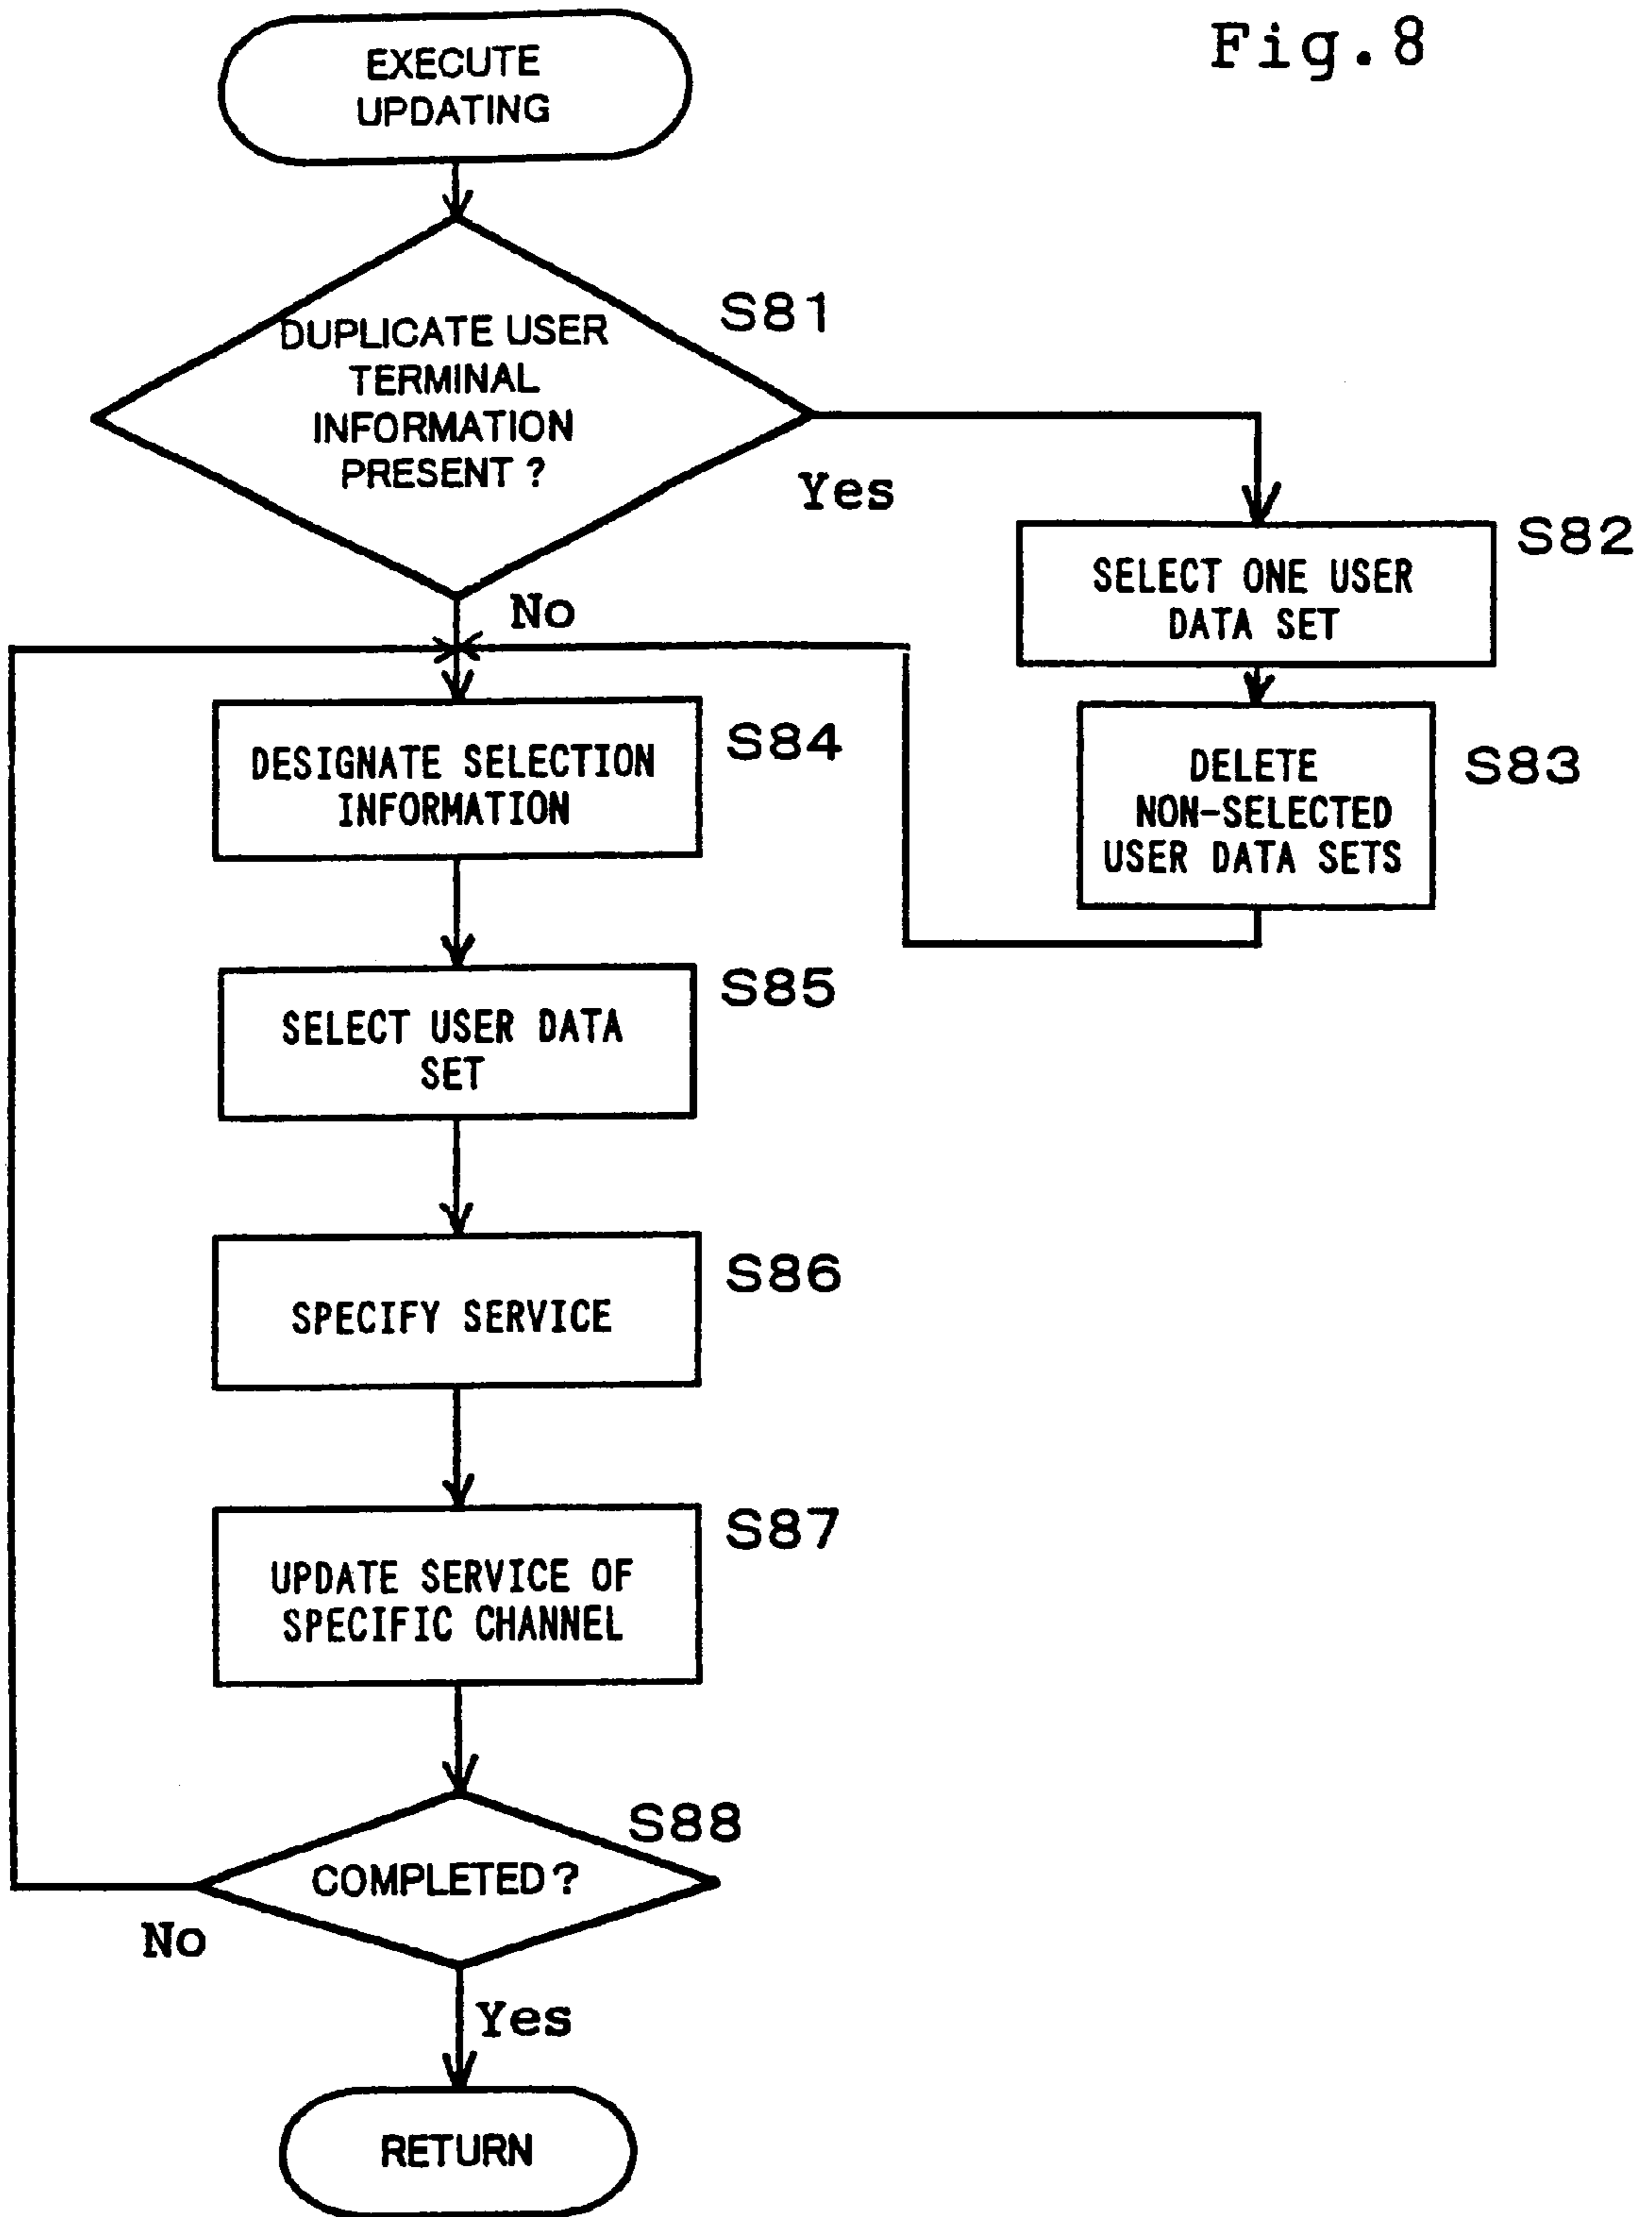 Fig.8
EXECUTE
UPDATING
S81
DUPLICATE USER
TERMINAL
INFORMATION
PRESENT ?
Yes
No
S82
SELECT ONE USER
DATA SET
S83
DELETE
NON-SELECTED
USER DATA SETS
S84
DESIGNATE SELECTION
INFORMATION
S85
SELECT USER DATA
SET
S86
SPECIFY SERVICE
S87
UPDATE SERVICE OF
SPECIFIC CHANNEL
S88
COMPLETED ?
No
Yes
RETURN